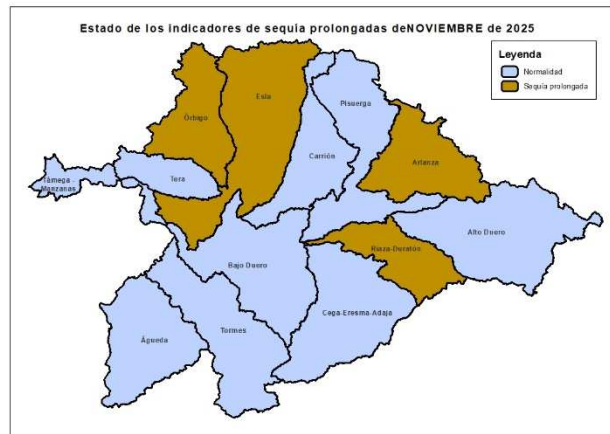 Estado de los indicadores de sequía prolongadas deNOVIEMBRE de 2025
Leyenda
Normalidad
Sequía prolongada
Esla
Órbigo
Pisuerga
Carrión
Arlanza
Támega -
Manzanas
Tera
Alto Duero
Riaza-Duratón
Bajo Duero
Cega-Eresma-Adaja
Tormes
Águeda